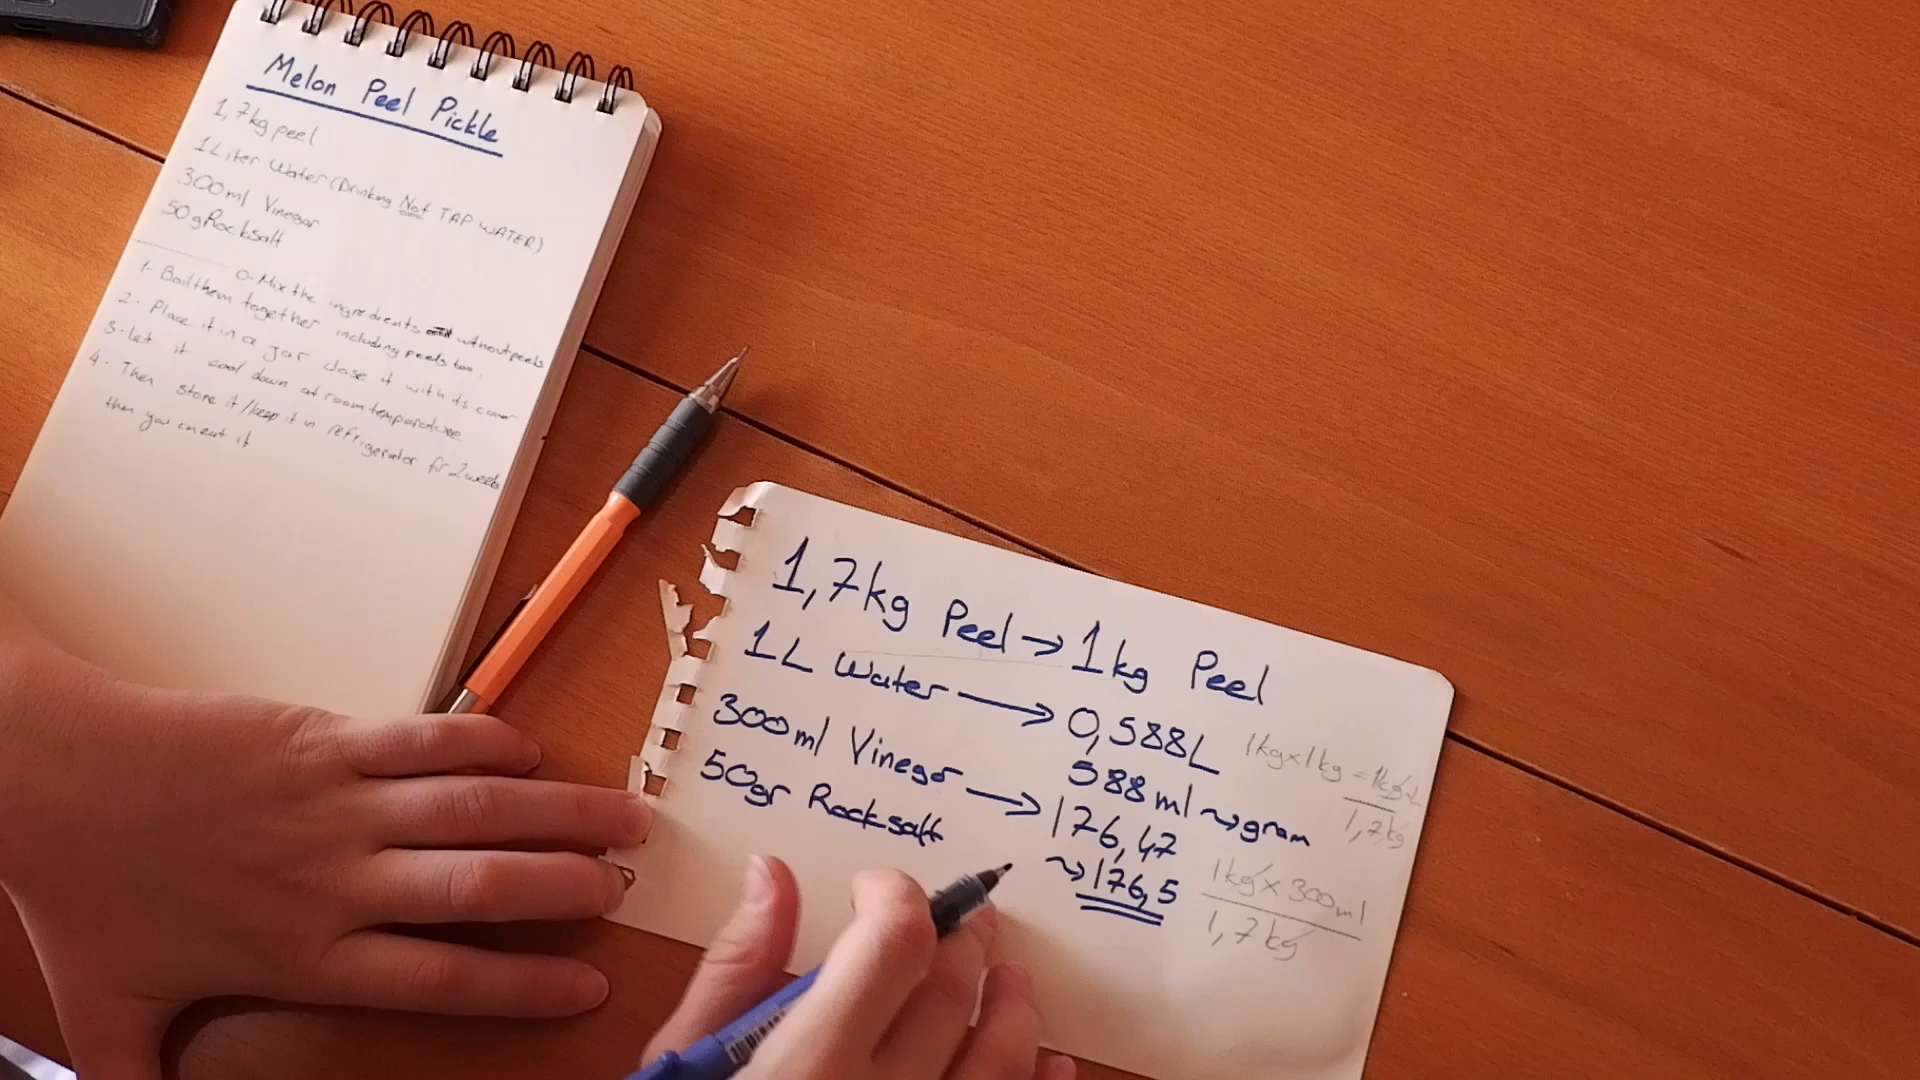 Melon Peel Pickle
1,7kg peel
1 Liter Water (Drinking Not TAP WATER)
300ml Vinegar
50g Rocksalt
0- Mix the ingredients without peels
1- Boil them together including peels too.
2- Place it in a jar close it with its cover
3- let it cool down at room temperature
4- Then store it/keep it in refrigerator for 2 weeks
then you can eat it
1,7kg Peel → 1kg Peel
1L Water → 0,588L
588ml ~> gram
300ml Vinegar → 176,47
~> 176,5
50gr Rocksalt
1kg x 1kg =
1,7kg
1kg x 300ml
1,7kg